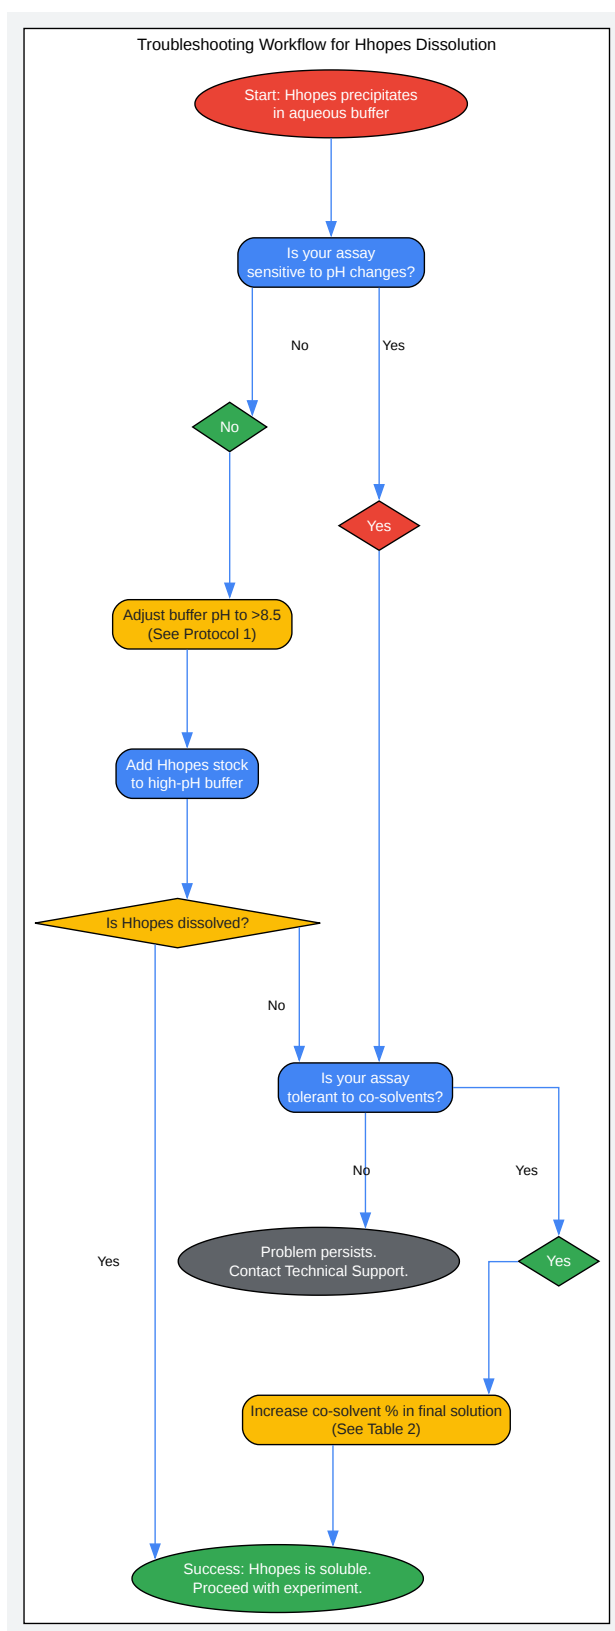 Troubleshooting Workflow for Hhopes Dissolution
Start: Hhopes precipitates
in aqueous buffer
Is your assay
sensitive to pH changes?
No
Yes
No
Yes
Adjust buffer pH to >8.5
(See Protocol 1)
Add Hhopes stock
to high-pH buffer
Is Hhopes dissolved?
No
Is your assay
tolerant to co-solvents?
No
Yes
Problem persists.
Contact Technical Support.
Yes
Yes
Increase co-solvent % in final solution
(See Table 2)
Success: Hhopes is soluble.
Proceed with experiment.